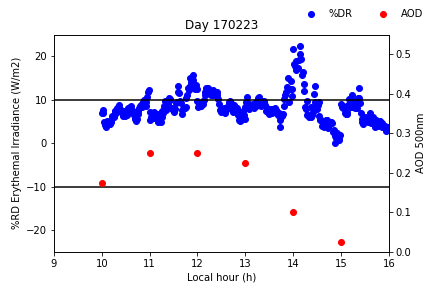 %DR AOD
Day 170223
%RD Erythermal Irradiance (W/m2)
20
10
0
−10
−20
0.5
0.4
0.3
0.2
0.1
0.0
AOD 500nm
9 10 11 12 13 14 15 16
Local hour (h)